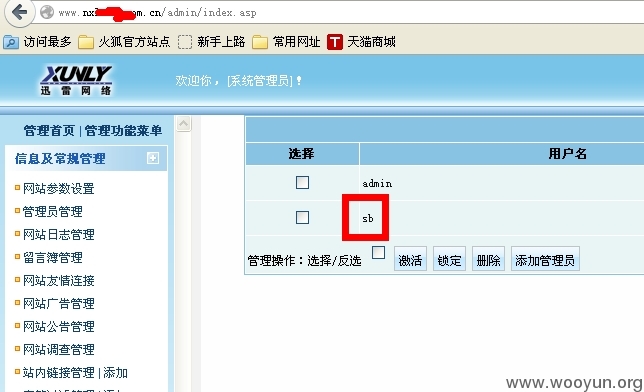 www.nx om.cn/admin/index.asp
访问最多 火狐官方站点 新手上路 常用网址 天猫商城
XUNLY
迅雷网络
欢迎你，[系统管理员]！
管理首页 | 管理功能菜单
信息及常规管理
网站参数设置
管理员管理
网站日志管理
留言簿管理
网站友情连接
网站广告管理
网站公告管理
网站调查管理
站内链接管理 | 添加
选择 用户名
admin
sb
管理操作：选择/反选 激活 锁定 删除 添加管理员
www.wooyun.org